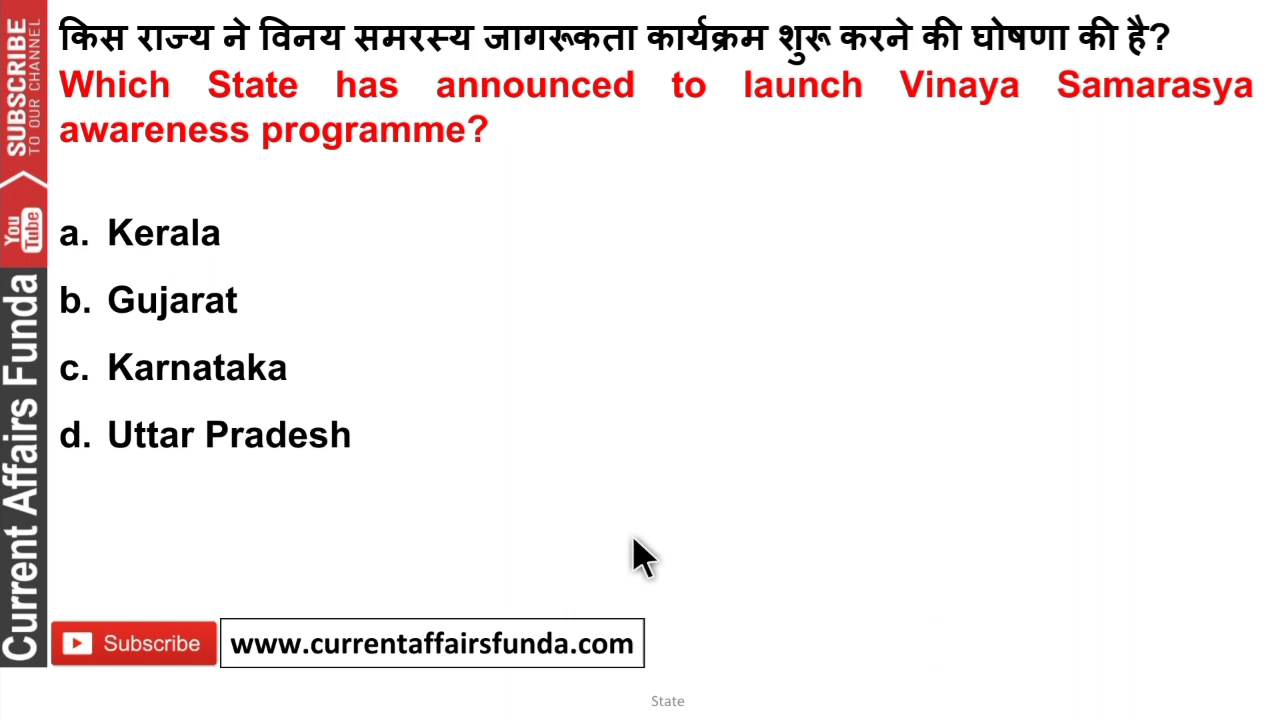 किस राज्य ने विनय समरस्य जागरूकता कार्यक्रम शुरू करने की घोषणा की है?
Which State has announced to launch Vinaya Samarasya
awareness programme?
a. Kerala
b. Gujarat
c. Karnataka
d. Uttar Pradesh
SUBSCRIBE
TO OUR CHANNEL
You
Tube
Current Affairs Funda
Subscribe
www.currentaffairsfunda.com
State